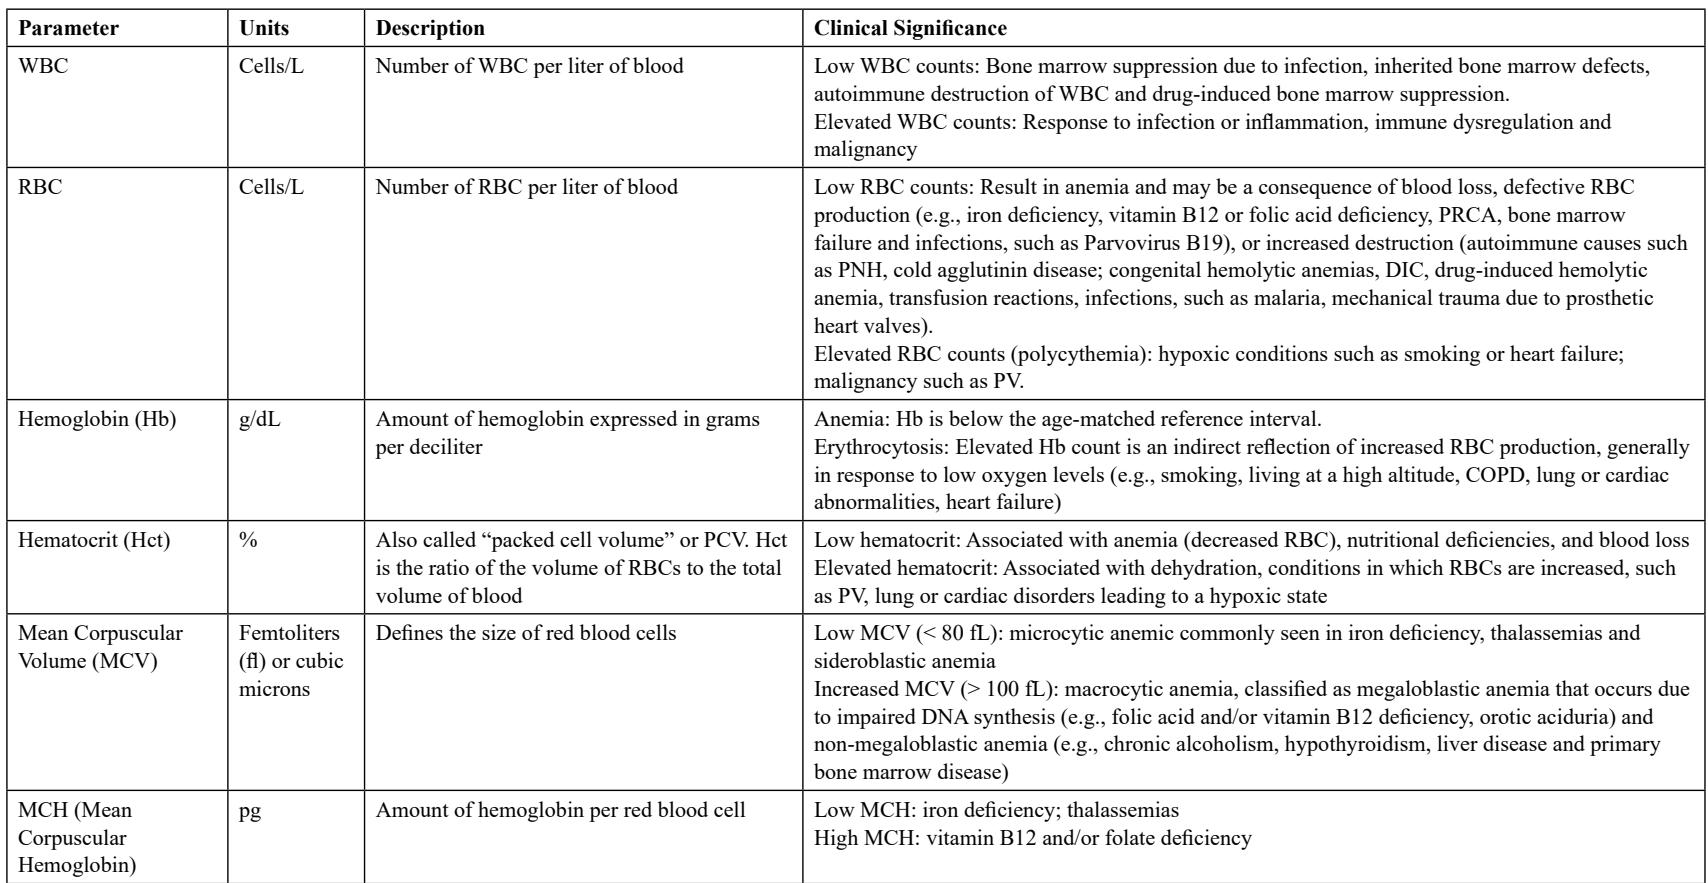 Parameter Units Description Clinical Significance
WBC Cells/L Number of WBC per liter of blood Low WBC counts: Bone marrow suppression due to infection, inherited bone marrow defects,
autoimmune destruction of WBC and drug-induced bone marrow suppression.
Elevated WBC counts: Response to infection or inflammation, immune dysregulation and
malignancy
RBC Cells/L Number of RBC per liter of blood Low RBC counts: Result in anemia and may be a consequence of blood loss, defective RBC
production (e.g., iron deficiency, vitamin B12 or folic acid deficiency, PRCA, bone marrow
failure and infections, such as Parvovirus B19), or increased destruction (autoimmune causes such
as PNH, cold agglutinin disease; congenital hemolytic anemias, DIC, drug-induced hemolytic
anemia, transfusion reactions, infections, such as malaria, mechanical trauma due to prosthetic
heart valves).
Elevated RBC counts (polycythemia): hypoxic conditions such as smoking or heart failure;
malignancy such as PV.
Hemoglobin (Hb) g/dL Amount of hemoglobin expressed in grams
per deciliter
Anemia: Hb is below the age-matched reference interval.
Erythrocytosis: Elevated Hb count is an indirect reflection of increased RBC production, generally
in response to low oxygen levels (e.g., smoking, living at a high altitude, COPD, lung or cardiac
abnormalities, heart failure)
Hematocrit (Hct) % Also called “packed cell volume” or PCV. Hct
is the ratio of the volume of RBCs to the total
volume of blood
Low hematocrit: Associated with anemia (decreased RBC), nutritional deficiencies, and blood loss
Elevated hematocrit: Associated with dehydration, conditions in which RBCs are increased, such
as PV, lung or cardiac disorders leading to a hypoxic state
Mean Corpuscular
Volume (MCV)
Femtoliters
(fl) or cubic
microns
Defines the size of red blood cells
Low MCV (< 80 fL): microcytic anemic commonly seen in iron deficiency, thalassemias and
sideroblastic anemia
Increased MCV (> 100 fL): macrocytic anemia, classified as megaloblastic anemia that occurs due
to impaired DNA synthesis (e.g., folic acid and/or vitamin B12 deficiency, orotic aciduria) and
non-megaloblastic anemia (e.g., chronic alcoholism, hypothyroidism, liver disease and primary
bone marrow disease)
MCH (Mean
Corpuscular
Hemoglobin)
pg
Amount of hemoglobin per red blood cell
Low MCH: iron deficiency; thalassemias
High MCH: vitamin B12 and/or folate deficiency